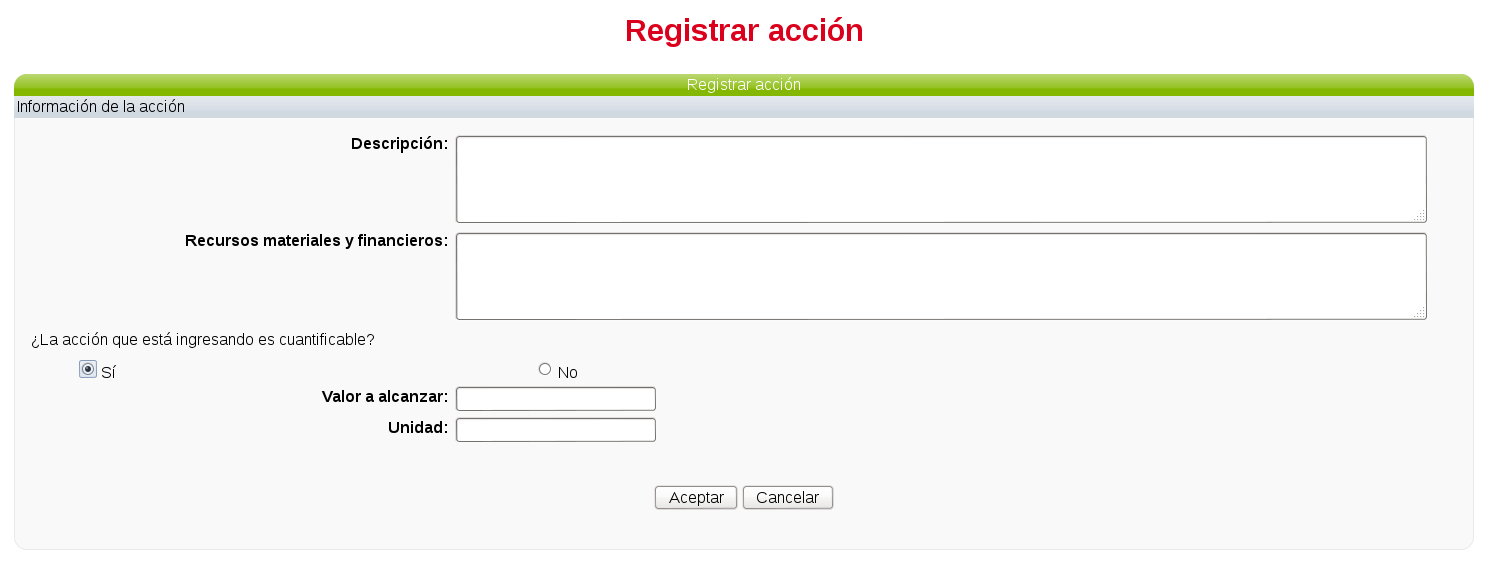 Registrar acción
Registrar acción
Información de la acción
Descripción:
Recursos materiales y financieros:
¿La acción que está ingresando es cuantificable?
Sí No
Valor a alcanzar:
Unidad:
Aceptar Cancelar